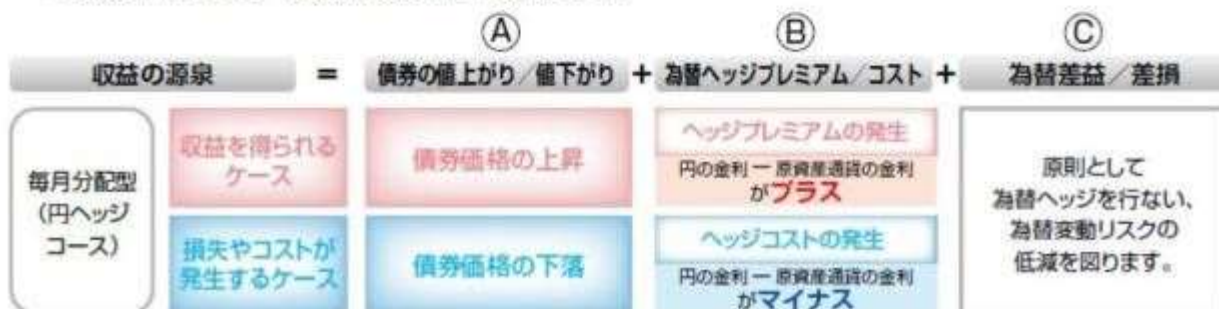 Ⓐ Ⓑ Ⓒ
収益の源泉 = 債券の値上がり／値下がり + 為替ヘッジプレミアム／コスト + 為替差益／差損
毎月分配型
（円ヘッジ
コース）
収益を得られる
ケース
債券価格の上昇
ヘッジプレミアムの発生
円の金利 ー 原資産通貨の金利
がプラス
損失やコストが
発生するケース
債券価格の下落
ヘッジコストの発生
円の金利 ー 原資産通貨の金利
がマイナス
原則として
為替ヘッジを行ない、
為替変動リスクの
低減を図ります。